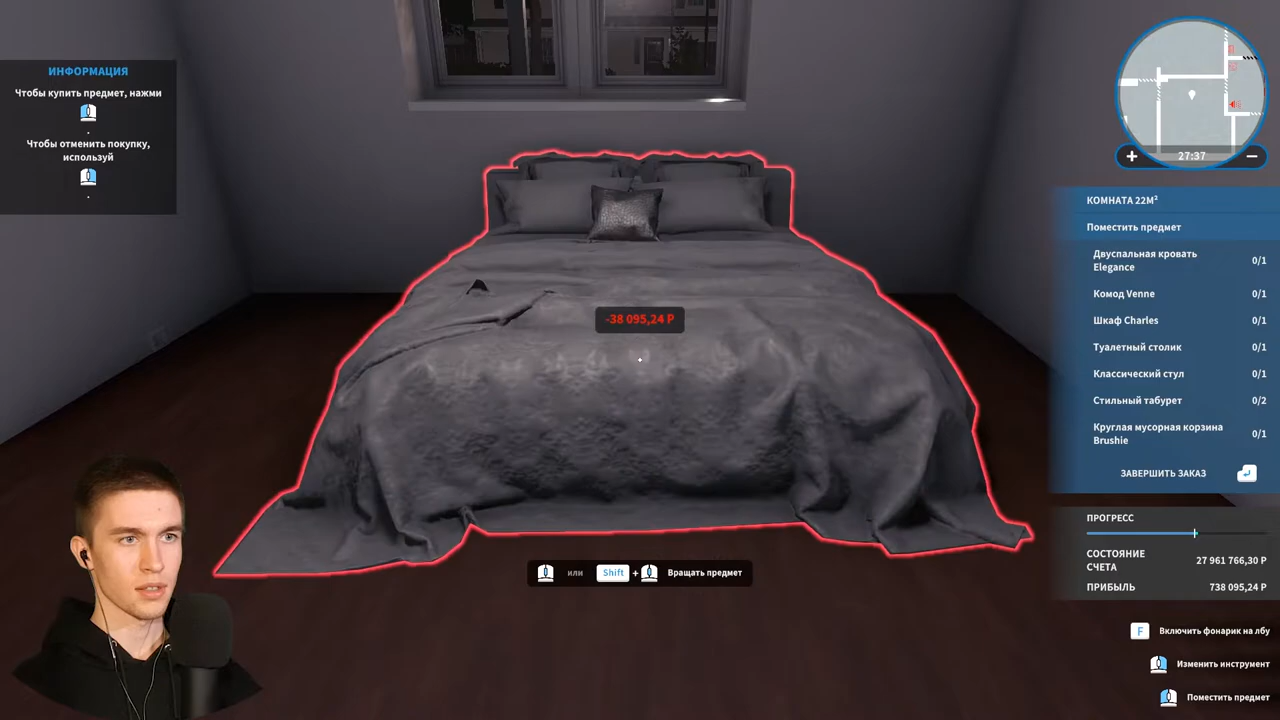 ИНФОРМАЦИЯ
Чтобы купить предмет, нажми
.
Чтобы отменить покупку,
используй
.
-38 095,24 Р
или Shift + Вращать предмет
+ 27:37 −
КОМНАТА 22М²
Поместить предмет
Двуспальная кровать
Elegance 0/1
Комод Venne 0/1
Шкаф Charles 0/1
Туалетный столик 0/1
Классический стул 0/1
Стильный табурет 0/2
Круглая мусорная корзина
Brushie 0/1
ЗАВЕРШИТЬ ЗАКАЗ
ПРОГРЕСС
СОСТОЯНИЕ
СЧЕТА 27 961 766,30 Р
ПРИБЫЛЬ 738 095,24 Р
F Включить фонарик на лбу
Изменить инструмент
Поместить предмет